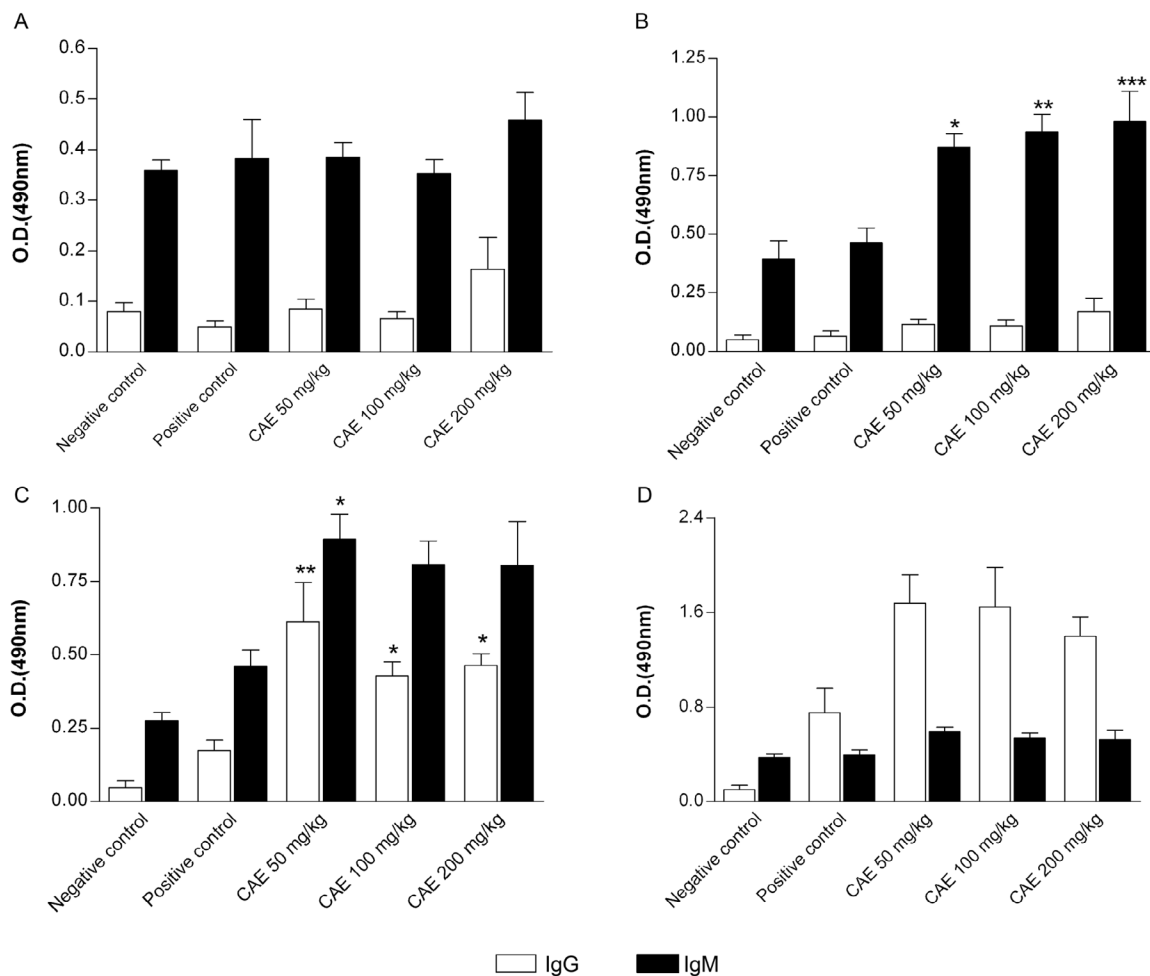 A
0.6
0.5
0.4
0.3
0.2
0.1
0.0
O.D.(490nm)
Negative control
Positive control
CAE 50 mg/kg
CAE 100 mg/kg
CAE 200 mg/kg
B
1.25
1.00
0.75
0.50
0.25
0.00
O.D.(490nm)
*
**
***
Negative control
Positive control
CAE 50 mg/kg
CAE 100 mg/kg
CAE 200 mg/kg
C
1.00
0.75
0.50
0.25
0.00
O.D.(490nm)
**
*
*
*
Negative control
Positive control
CAE 50 mg/kg
CAE 100 mg/kg
CAE 200 mg/kg
D
2.4
1.6
0.8
0.0
O.D.(490nm)
Negative control
Positive control
CAE 50 mg/kg
CAE 100 mg/kg
CAE 200 mg/kg
IgG IgM